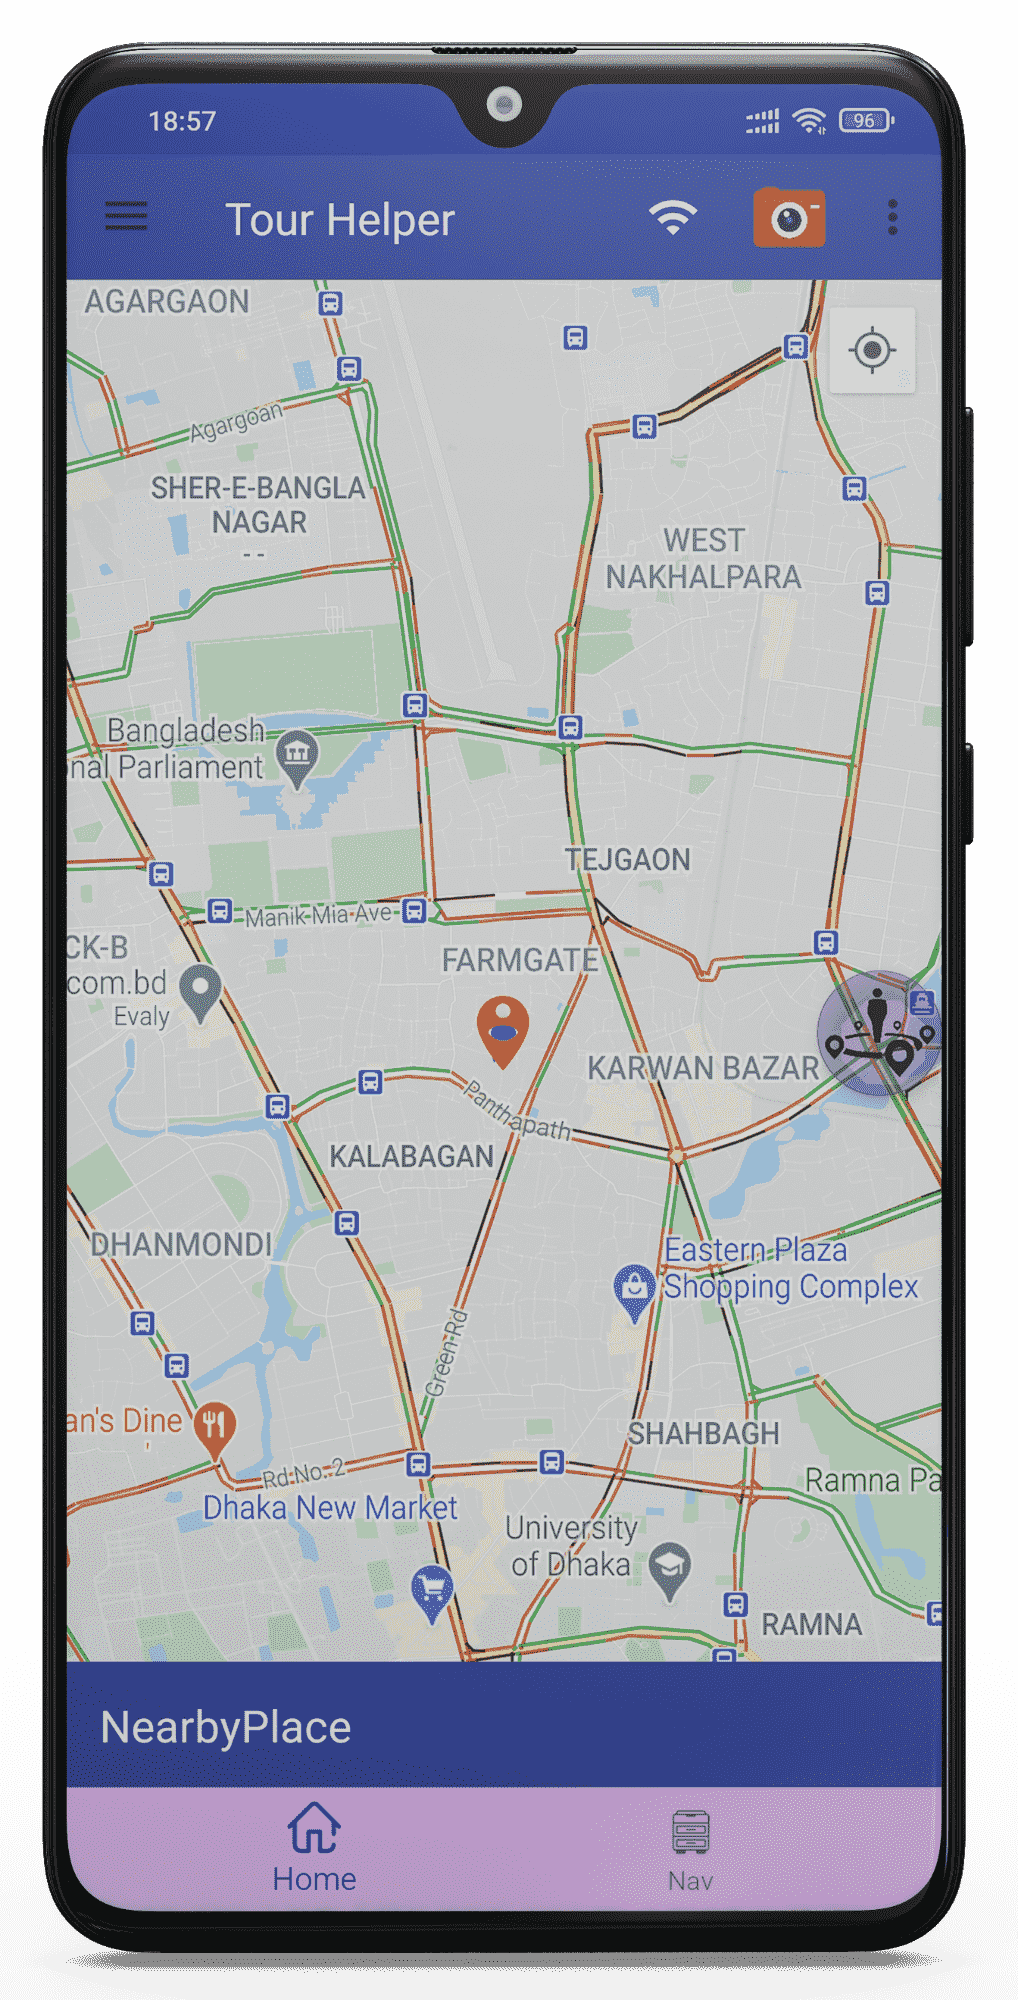 18:57
96
Tour Helper
AGARGAON
Agargoan
SHER-E-BANGLA
NAGAR
WEST
NAKHALPARA
Bangladesh
onal Parliament
TEJGAON
Manik Mia Ave
FARMGATE
CK-B
com.bd
Evaly
KARWAN BAZAR
Panthapath
KALABAGAN
DHANMONDI
Eastern Plaza
Shopping Complex
Green Rd
an's Dine
SHAHBAGH
Rd No. 2
Ramna Pa
Dhaka New Market
University
of Dhaka
RAMNA
NearbyPlace
Home
Nav